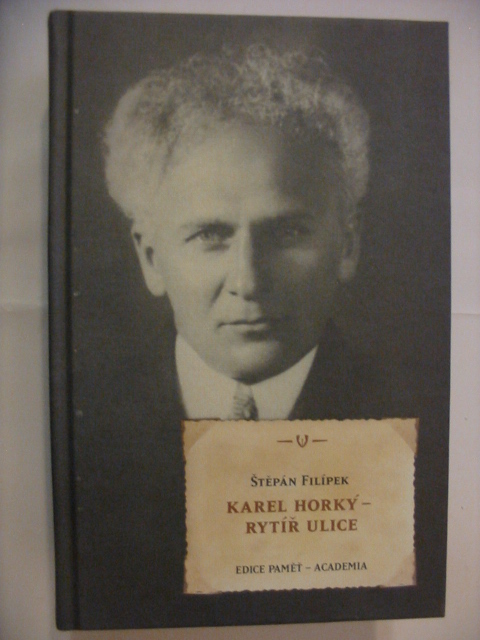 ŠTĚPÁN FILÍPEK
KAREL HORKÝ –
RYTÍŘ ULICE
EDICE PAMĚŤ – ACADEMIA